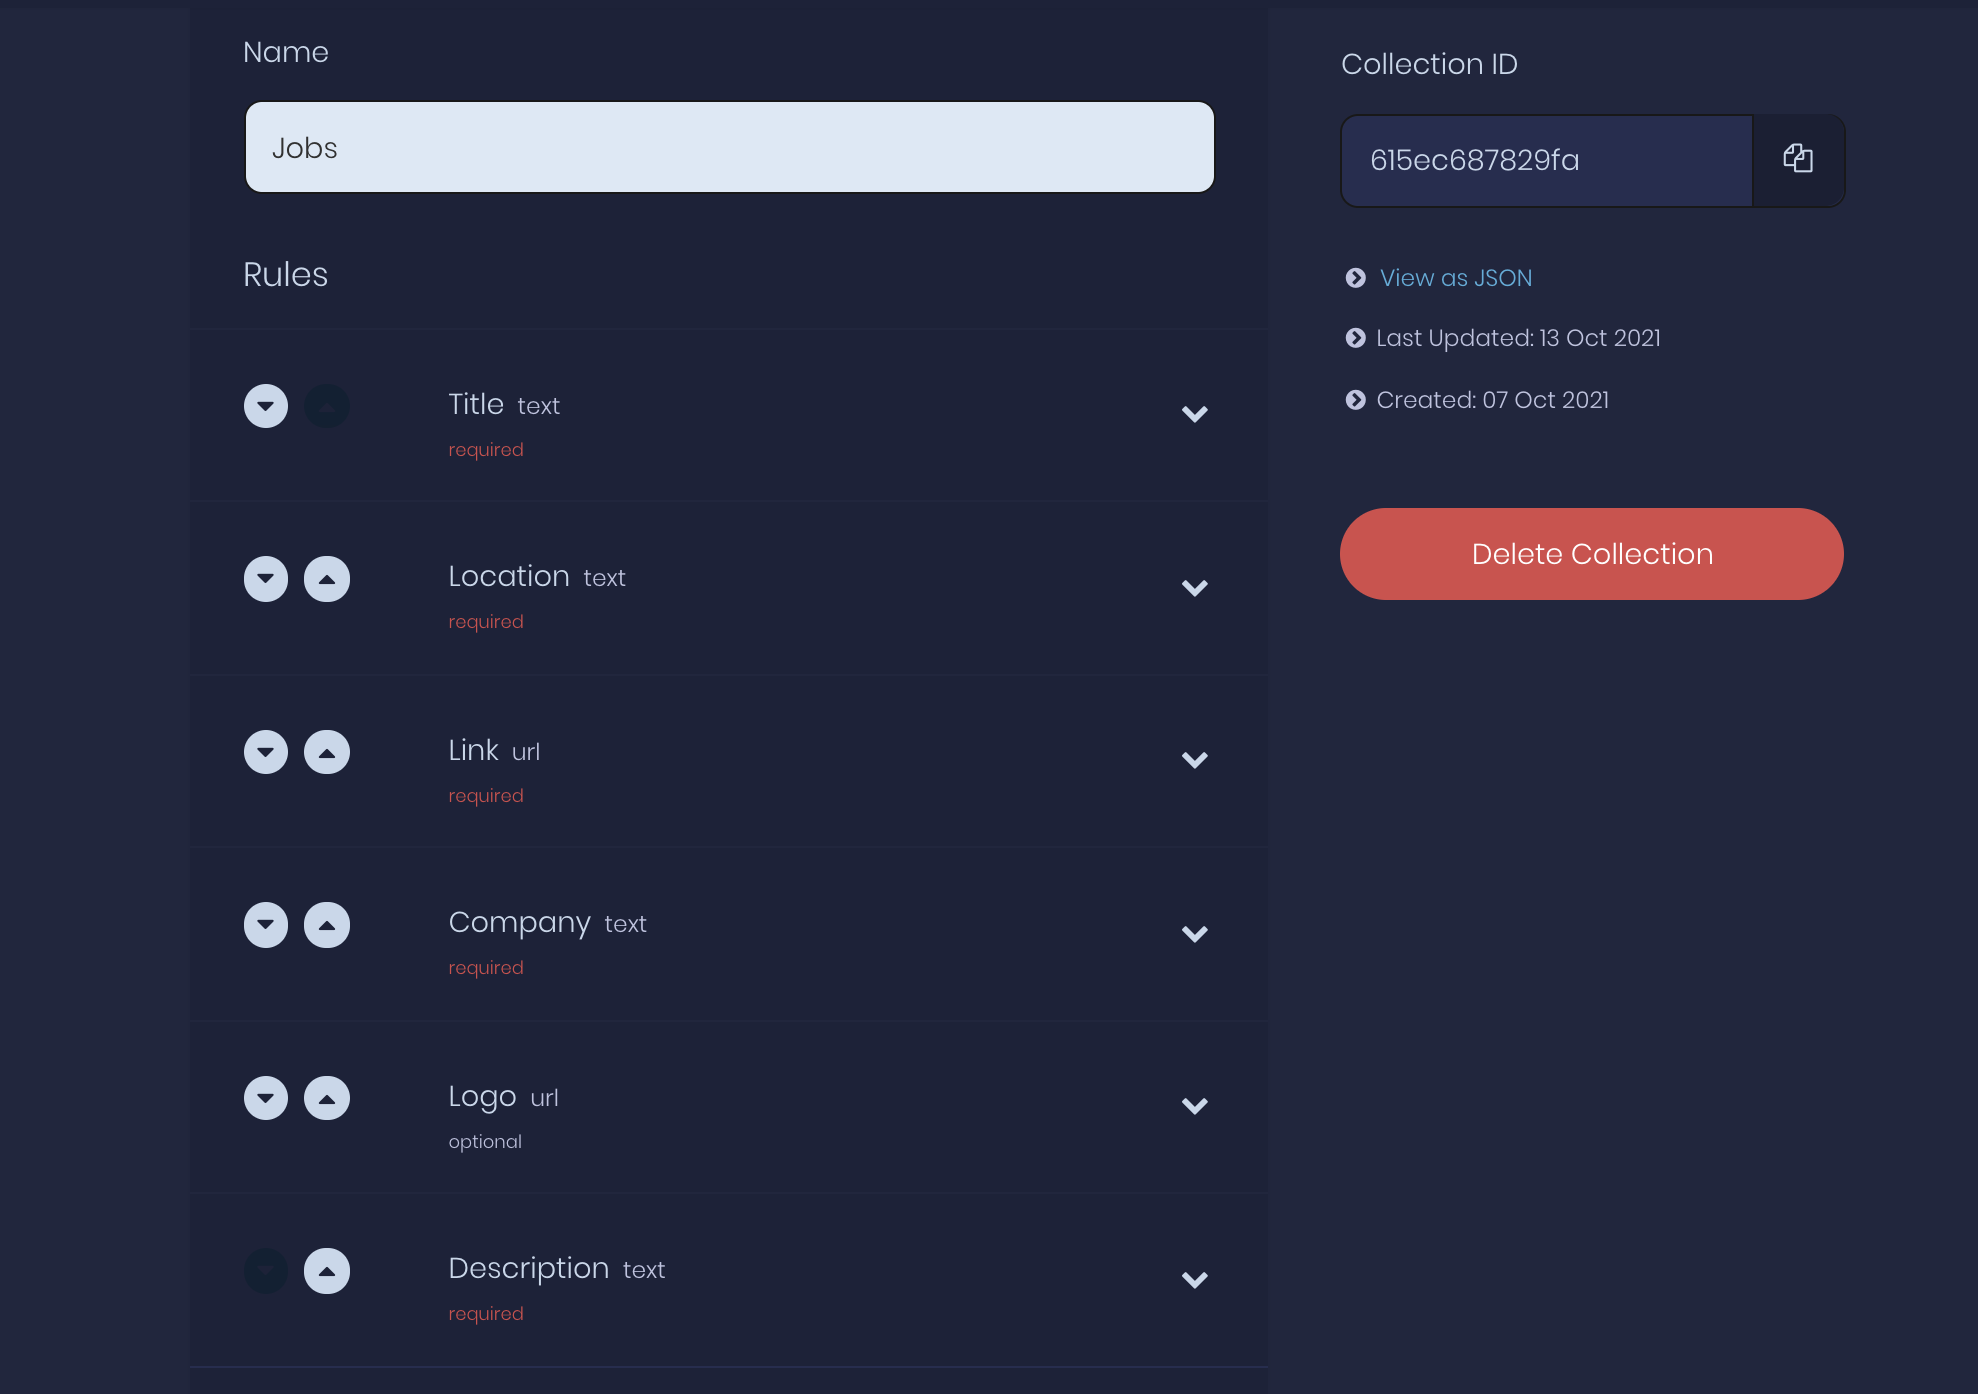 Name
Jobs
Rules
Title text
required
Location text
required
Link url
required
Company text
required
Logo url
optional
Description text
required
Collection ID
615ec687829fa
View as JSON
Last Updated: 13 Oct 2021
Created: 07 Oct 2021
Delete Collection